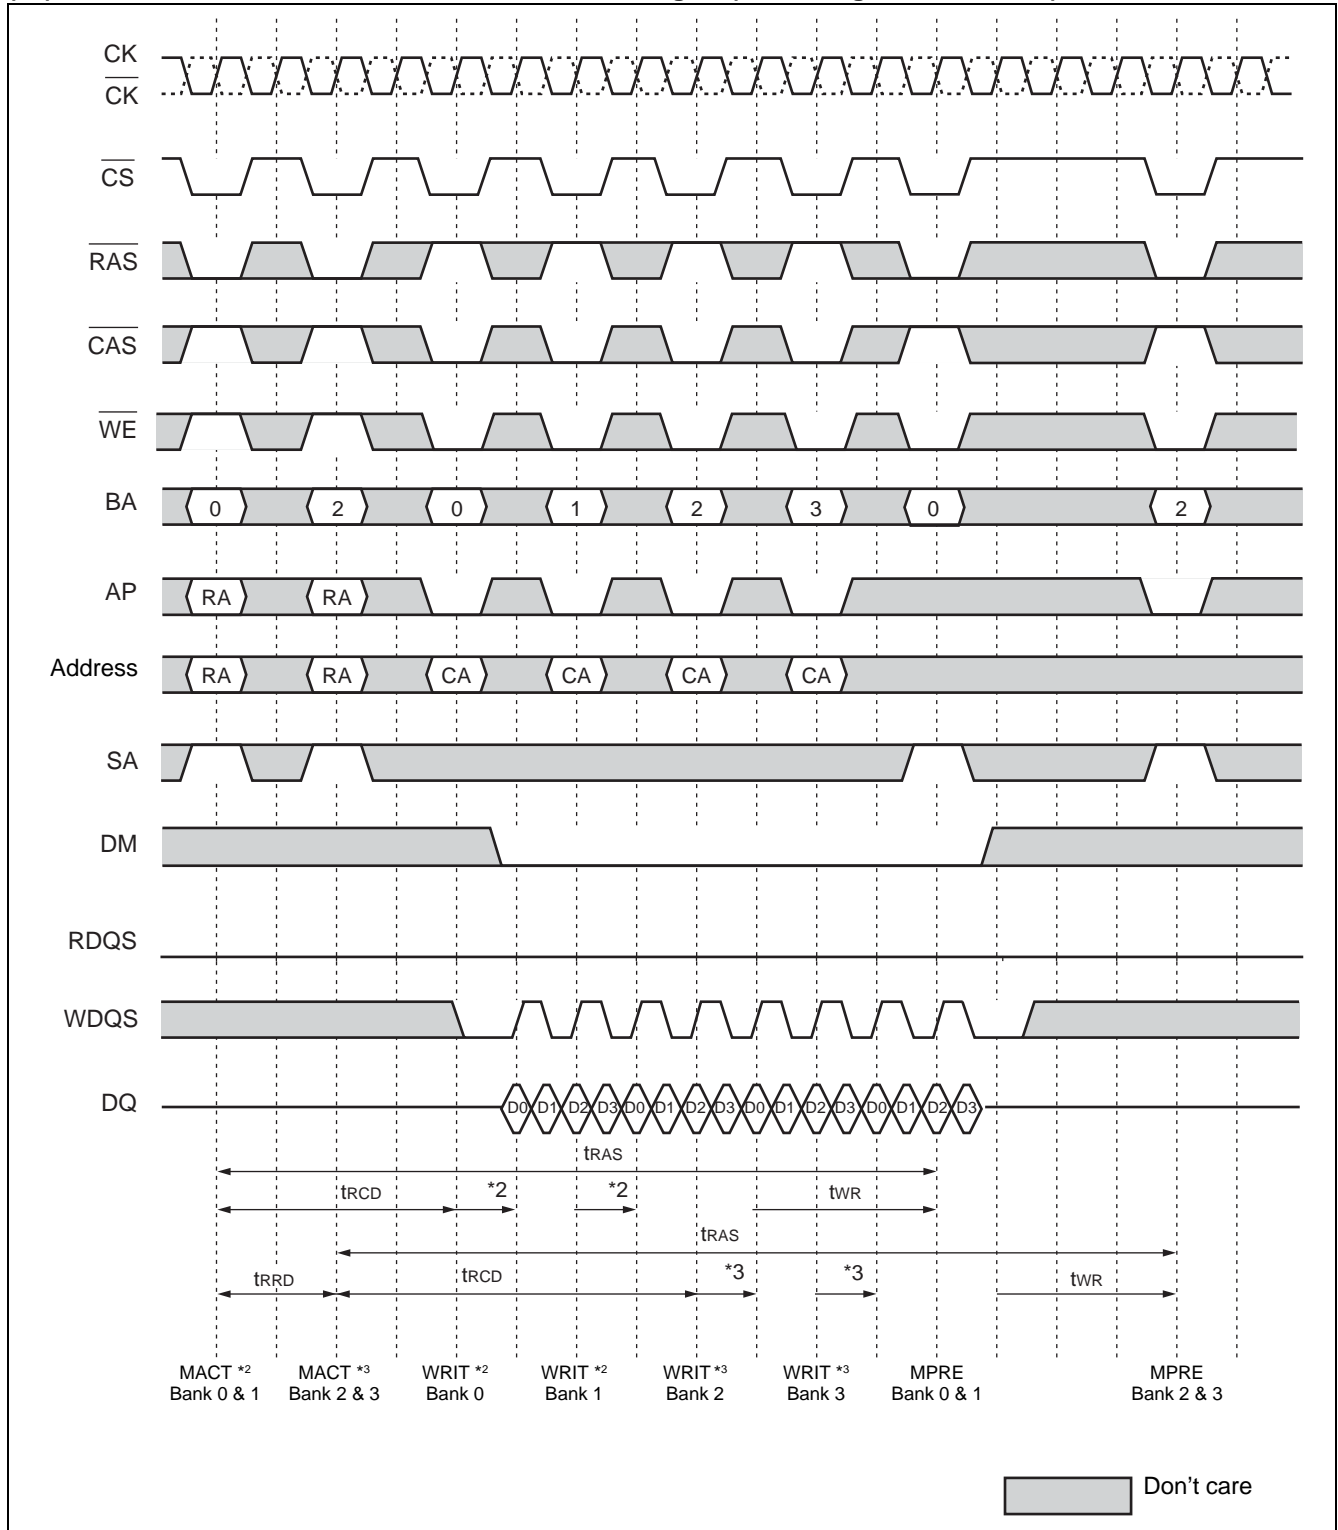 CK
CK
CS
RAS
CAS
WE
BA 0 2 0 1 2 3 0 2
AP RA RA
Address RA RA CA CA CA CA
SA
DM
RDQS
WDQS
DQ D0 D1 D2 D3 D0 D1 D2 D3 D0 D1 D2 D3 D0 D1 D2 D3
tRAS
tRCD *2 *2 tWR
tRAS
tRRD tRCD *3 *3 tWR
MACT *2 MACT *3 WRIT *2 WRIT *2 WRIT *3 WRIT *3 MPRE MPRE
Bank 0 & 1 Bank 2 & 3 Bank 0 Bank 1 Bank 2 Bank 3 Bank 0 & 1 Bank 2 & 3
Don't care